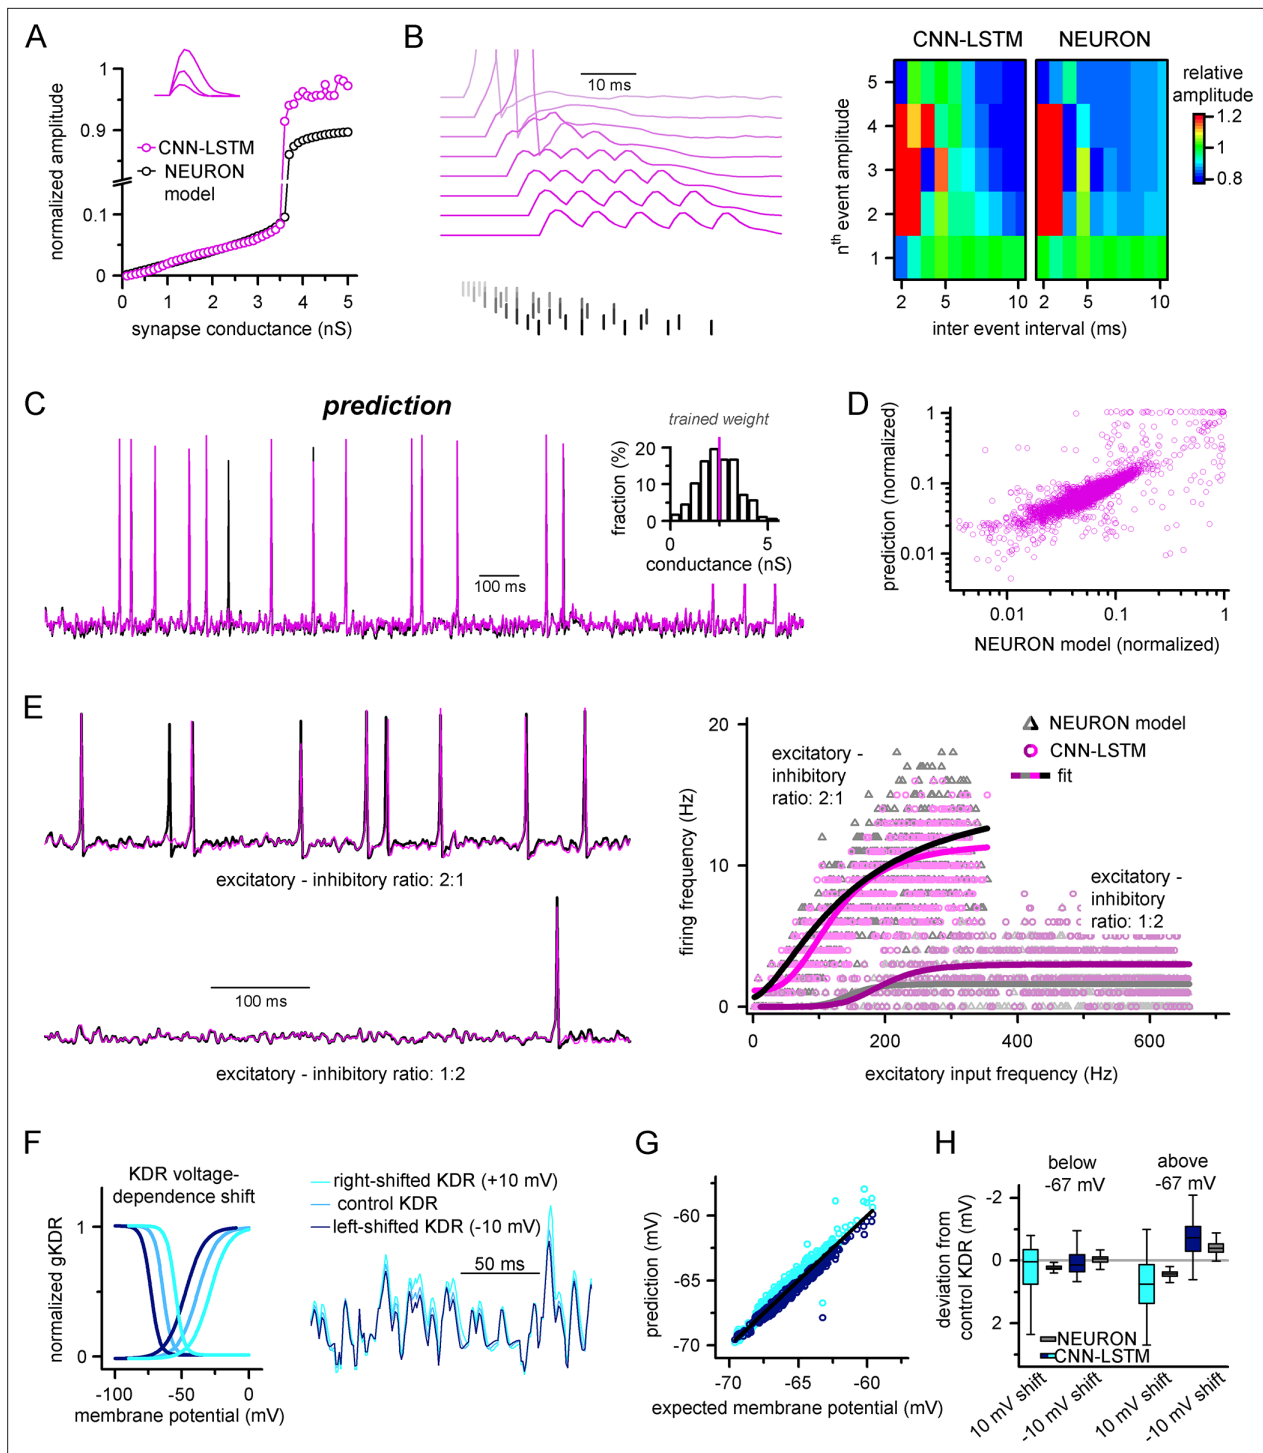 A
normalized amplitude
1
0.9
0.1
0
CNN-LSTM
NEURON
model
0 1 2 3 4 5
synapse conductance (nS)
B
10 ms
CNN-LSTM NEURON
nth event amplitude
5
4
3
2
1
2 5 10 2 5 10
inter event interval (ms)
relative
amplitude
1.2
1
0.8
C
prediction
100 ms
trained weight
fraction (%)
20
10
0
0 5
conductance (nS)
D
prediction (normalized)
1
0.1
0.01
0.01 0.1 1
NEURON model (normalized)
E
excitatory - inhibitory ratio: 2:1
100 ms
excitatory - inhibitory ratio: 1:2
firing frequency (Hz)
20
10
0
excitatory -
inhibitory
ratio: 2:1
NEURON model
CNN-LSTM
fit
excitatory -
inhibitory
ratio: 1:2
0 200 400 600
excitatory input frequency (Hz)
F
KDR voltage-
dependence shift
normalized gKDR
1
0
-100 -50 0
membrane potential (mV)
right-shifted KDR (+10 mV)
control KDR
left-shifted KDR (-10 mV)
50 ms
G
prediction (mV)
-60
-65
-70
-70 -65 -60
expected membrane potential (mV)
H
below
-67 mV
above
-67 mV
deviation from
control KDR (mV)
-2
0
2
NEURON
CNN-LSTM
10 mV shift
-10 mV shift
10 mV shift
-10 mV shift